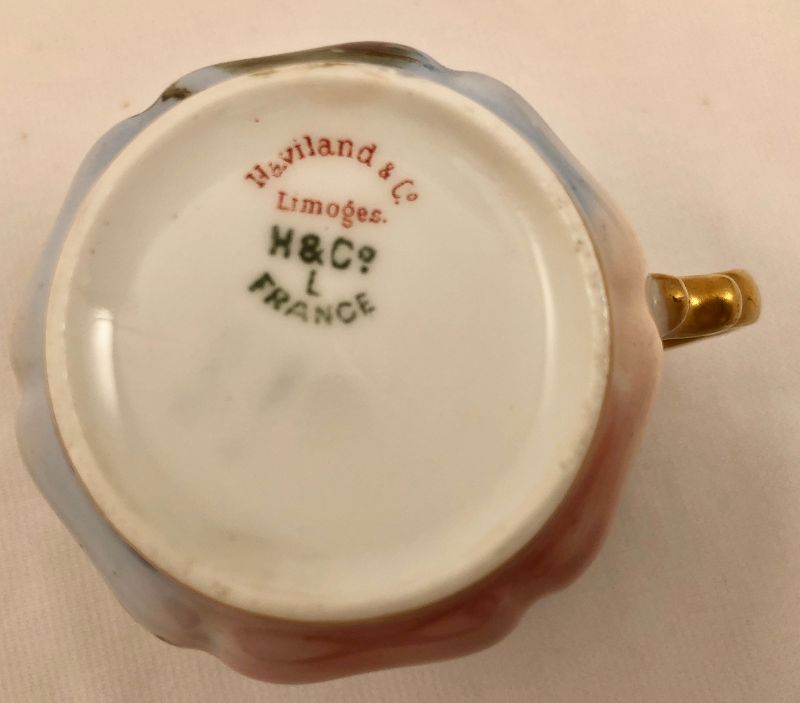 Haviland & Co
Limoges.
H & Co
L
FRANCE